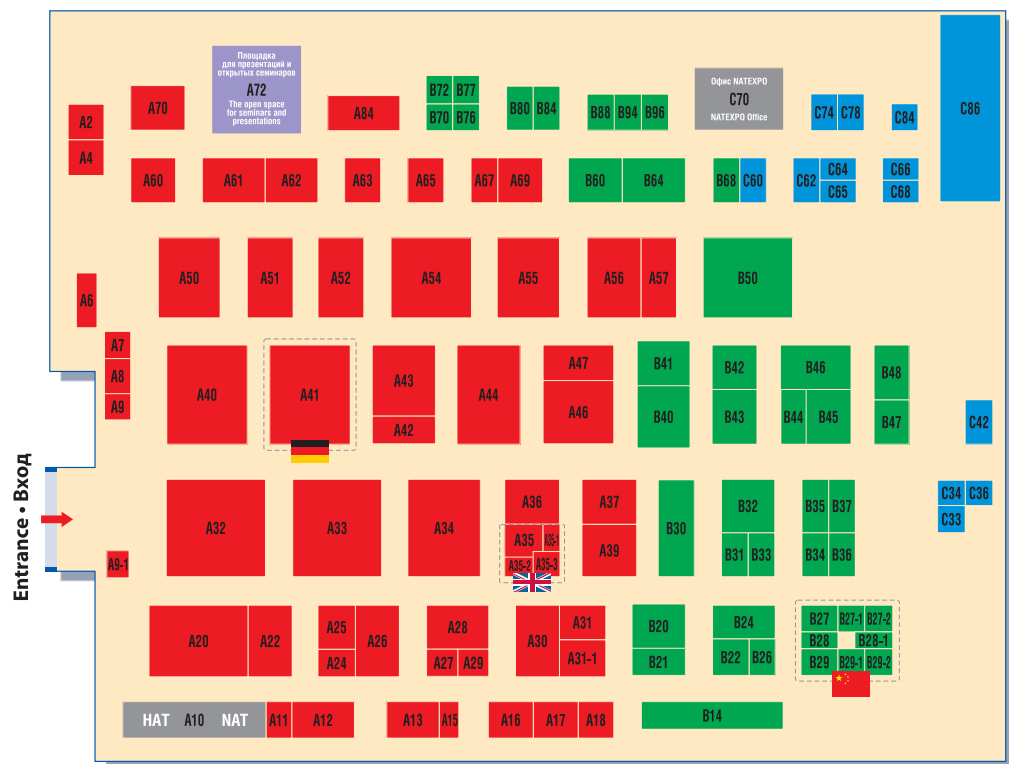 Площадка
для презентаций и
открытых семинаров
A72
The open space
for seminars and
presentations
A70
A84
B72 B77
B70 B76
B80 B84
B88 B94 B96
Офис NATEXPO
C70
NATEXPO Office
C74 C78
C84
C86
A2
A4
A60
A61 A62
A63
A65
A67 A69
B60 B64
B68 C60
C62 C64
C65
C66
C68
A6
A50
A51
A52
A54
A55
A56 A57
B50
A7
A8
A9
A40
A41
A43
A42
A44
A47
A46
B41
B40
B42
B43
B46
B44 B45
B48
B47
C42
Entrance • Вход
A32
A33
A34
A36
A35 A35-1
A35-2 A35-3
A37
A39
B30
B32
B31 B33
B35 B37
B34 B36
C34 C36
C33
A9-1
A20 A22
A25
A24
A26
A28
A27 A29
A30
A31
A31-1
B20
B21
B24
B22 B26
B27 B27-1 B27-2
B28 B28-1
B29 B29-1 B29-2
НАТ A10 NAT
A11 A12
A13 A15
A16 A17 A18
B14